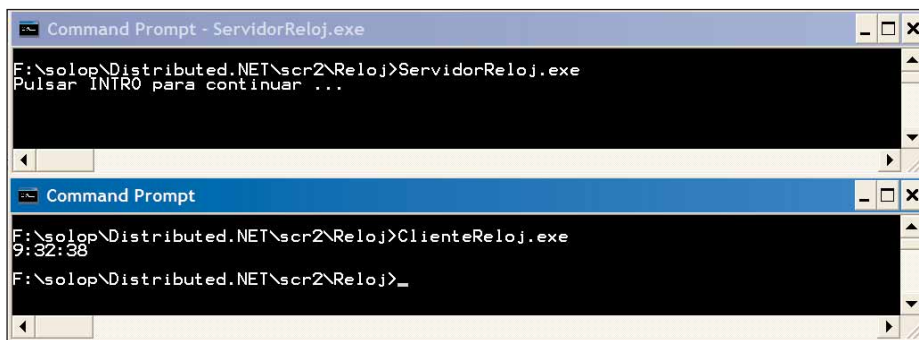 Command Prompt - ServidorReloj.exe
F:\solop\Distributed.NET\scr2\Reloj>ServidorReloj.exe
Pulsar INTRO para continuar ...
Command Prompt
F:\solop\Distributed.NET\scr2\Reloj>ClienteReloj.exe
9:32:38
F:\solop\Distributed.NET\scr2\Reloj>_